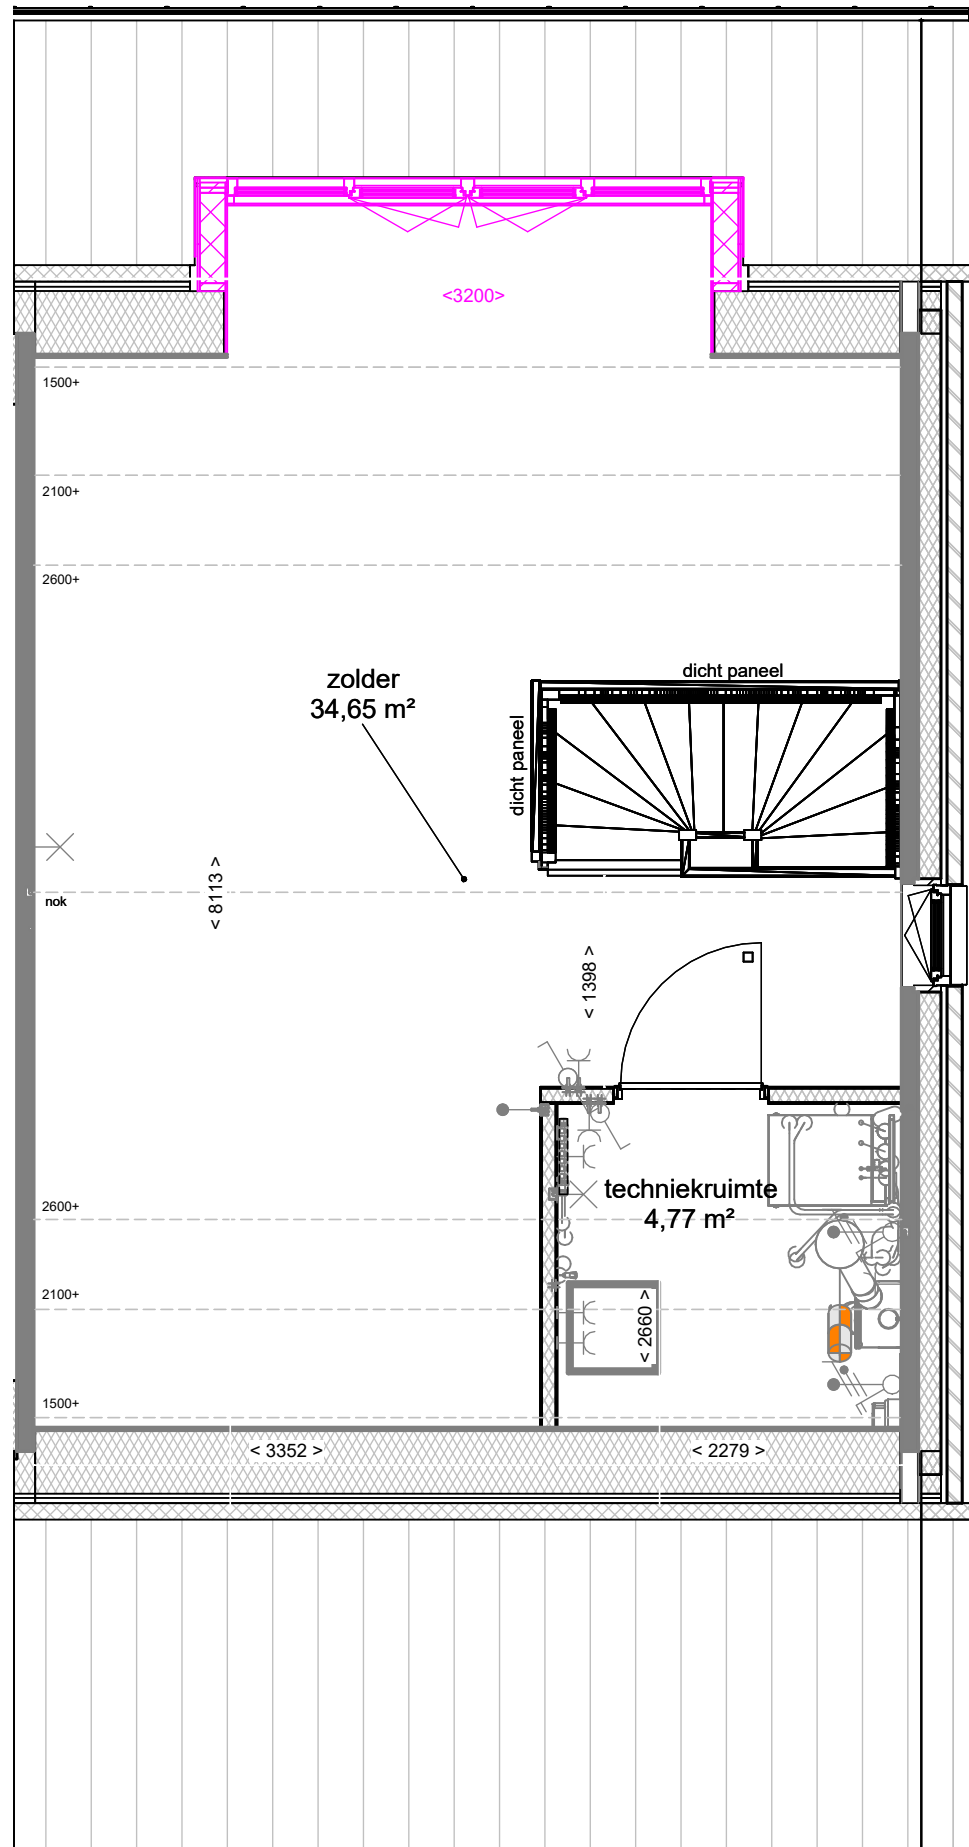 <3200>
1500+
2100+
2600+
zolder
34,65 m²
dicht paneel
dicht paneel
< 8113 >
nok
< 1398 >
techniekruimte
4,77 m²
2600+
2100+
< 2660 >
1500+
< 3352 >
< 2279 >